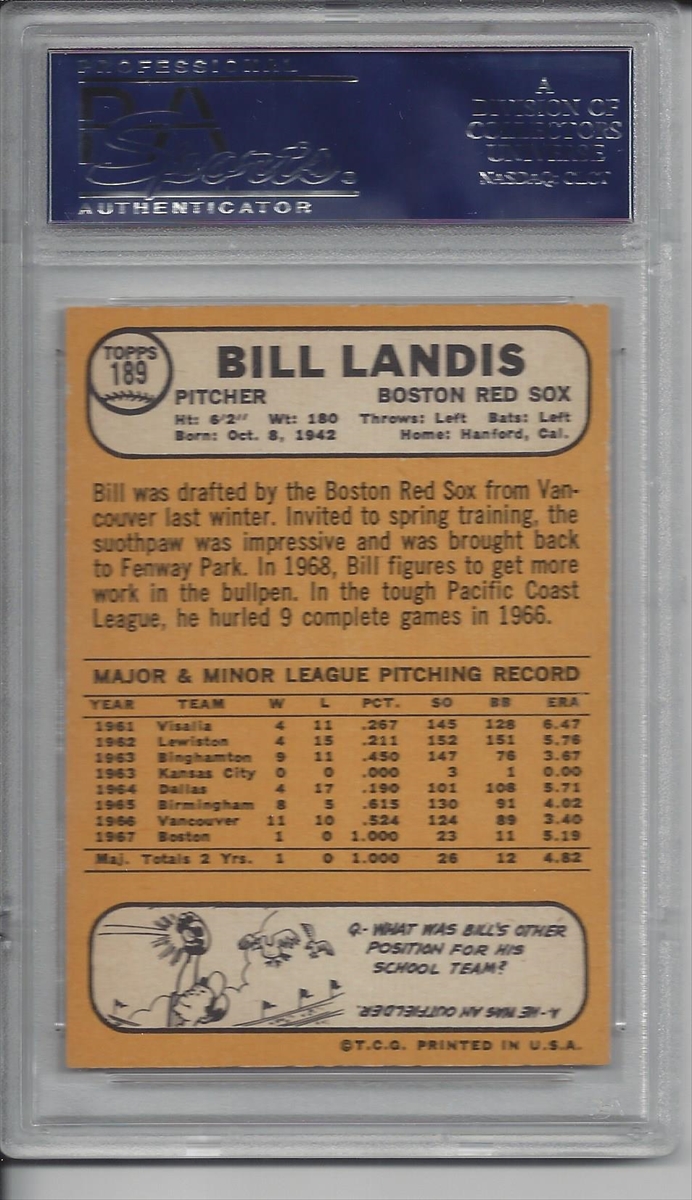 PROFESSIONAL
PSA
Sports.
AUTHENTICATOR
A
DIVISION OF
COLLECTORS
UNIVERSE
NASDAQ: CLCT
TOPPS
189
BILL LANDIS
PITCHER BOSTON RED SOX
Ht: 6'2" Wt: 180 Throws: Left Bats: Left
Born: Oct. 8, 1942 Home: Hanford, Cal.
Bill was drafted by the Boston Red Sox from Van-
couver last winter. Invited to spring training, the
suothpaw was impressive and was brought back
to Fenway Park. In 1968, Bill figures to get more
work in the bullpen. In the tough Pacific Coast
League, he hurled 9 complete games in 1966.
MAJOR & MINOR LEAGUE PITCHING RECORD
YEAR TEAM W L PCT. SO BB ERA
1961 Visalia 4 11 .267 145 128 6.47
1962 Lewiston 4 15 .211 152 151 5.76
1963 Binghamton 9 11 .450 147 76 3.67
1963 Kansas City 0 0 .000 3 1 0.00
1964 Dallas 4 17 .190 101 108 5.71
1965 Birmingham 8 5 .615 130 91 4.02
1966 Vancouver 11 10 .524 124 89 3.40
1967 Boston 1 0 1.000 23 11 5.19
Maj. Totals 2 Yrs. 1 0 1.000 26 12 4.82
Q- WHAT WAS BILL'S OTHER
POSITION FOR HIS
SCHOOL TEAM?
A- HE WAS AN OUTFIELDER.
©T.C.G. PRINTED IN U.S.A.